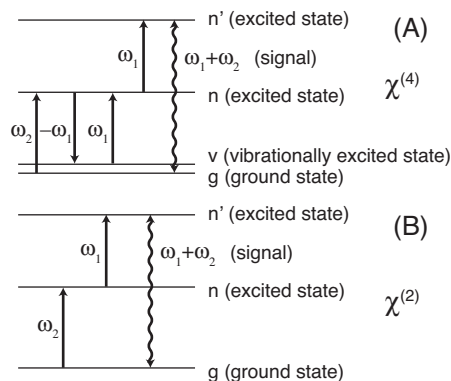 n' (excited state)
(A)
ω₁
ω₁+ω₂ (signal)
n (excited state)
χ⁽⁴⁾
ω₂
−ω₁
ω₁
v (vibrationally excited state)
g (ground state)
n' (excited state)
(B)
ω₁
ω₁+ω₂ (signal)
n (excited state)
χ⁽²⁾
ω₂
g (ground state)